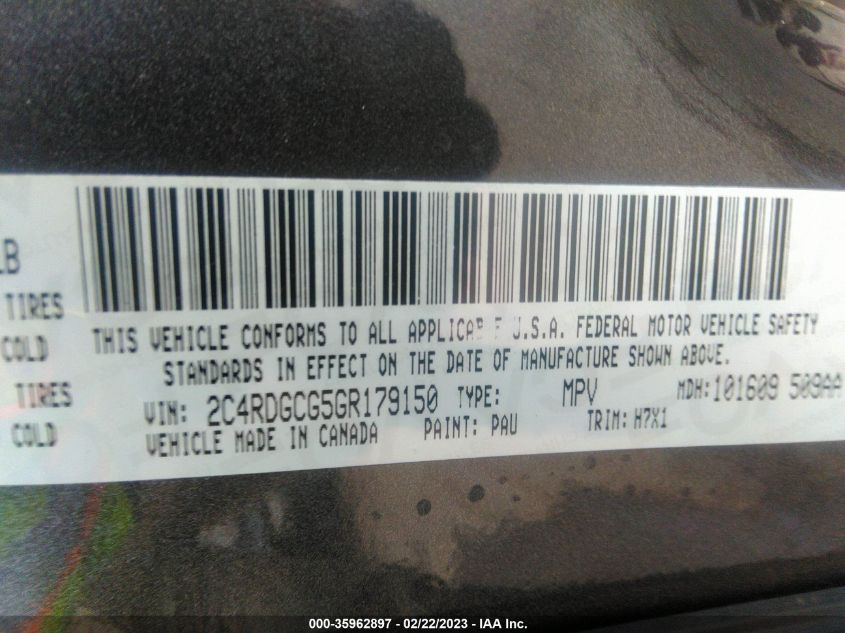 LB
TIRES
COLD
TIRES
COLD
THIS VEHICLE CONFORMS TO ALL U.S.A. FEDERAL MOTOR VEHICLE SAFETY
STANDARDS IN EFFECT ON THE DATE OF MANUFACTURE SHOWN ABOVE.
VIN: 2C4RDGCG5GR179150 TYPE: MPV MDH: 101609 509AA
VEHICLE MADE IN CANADA PAINT: PAU TRIM: H7X1
000-35962897 - 02/22/2023 - IAA Inc.